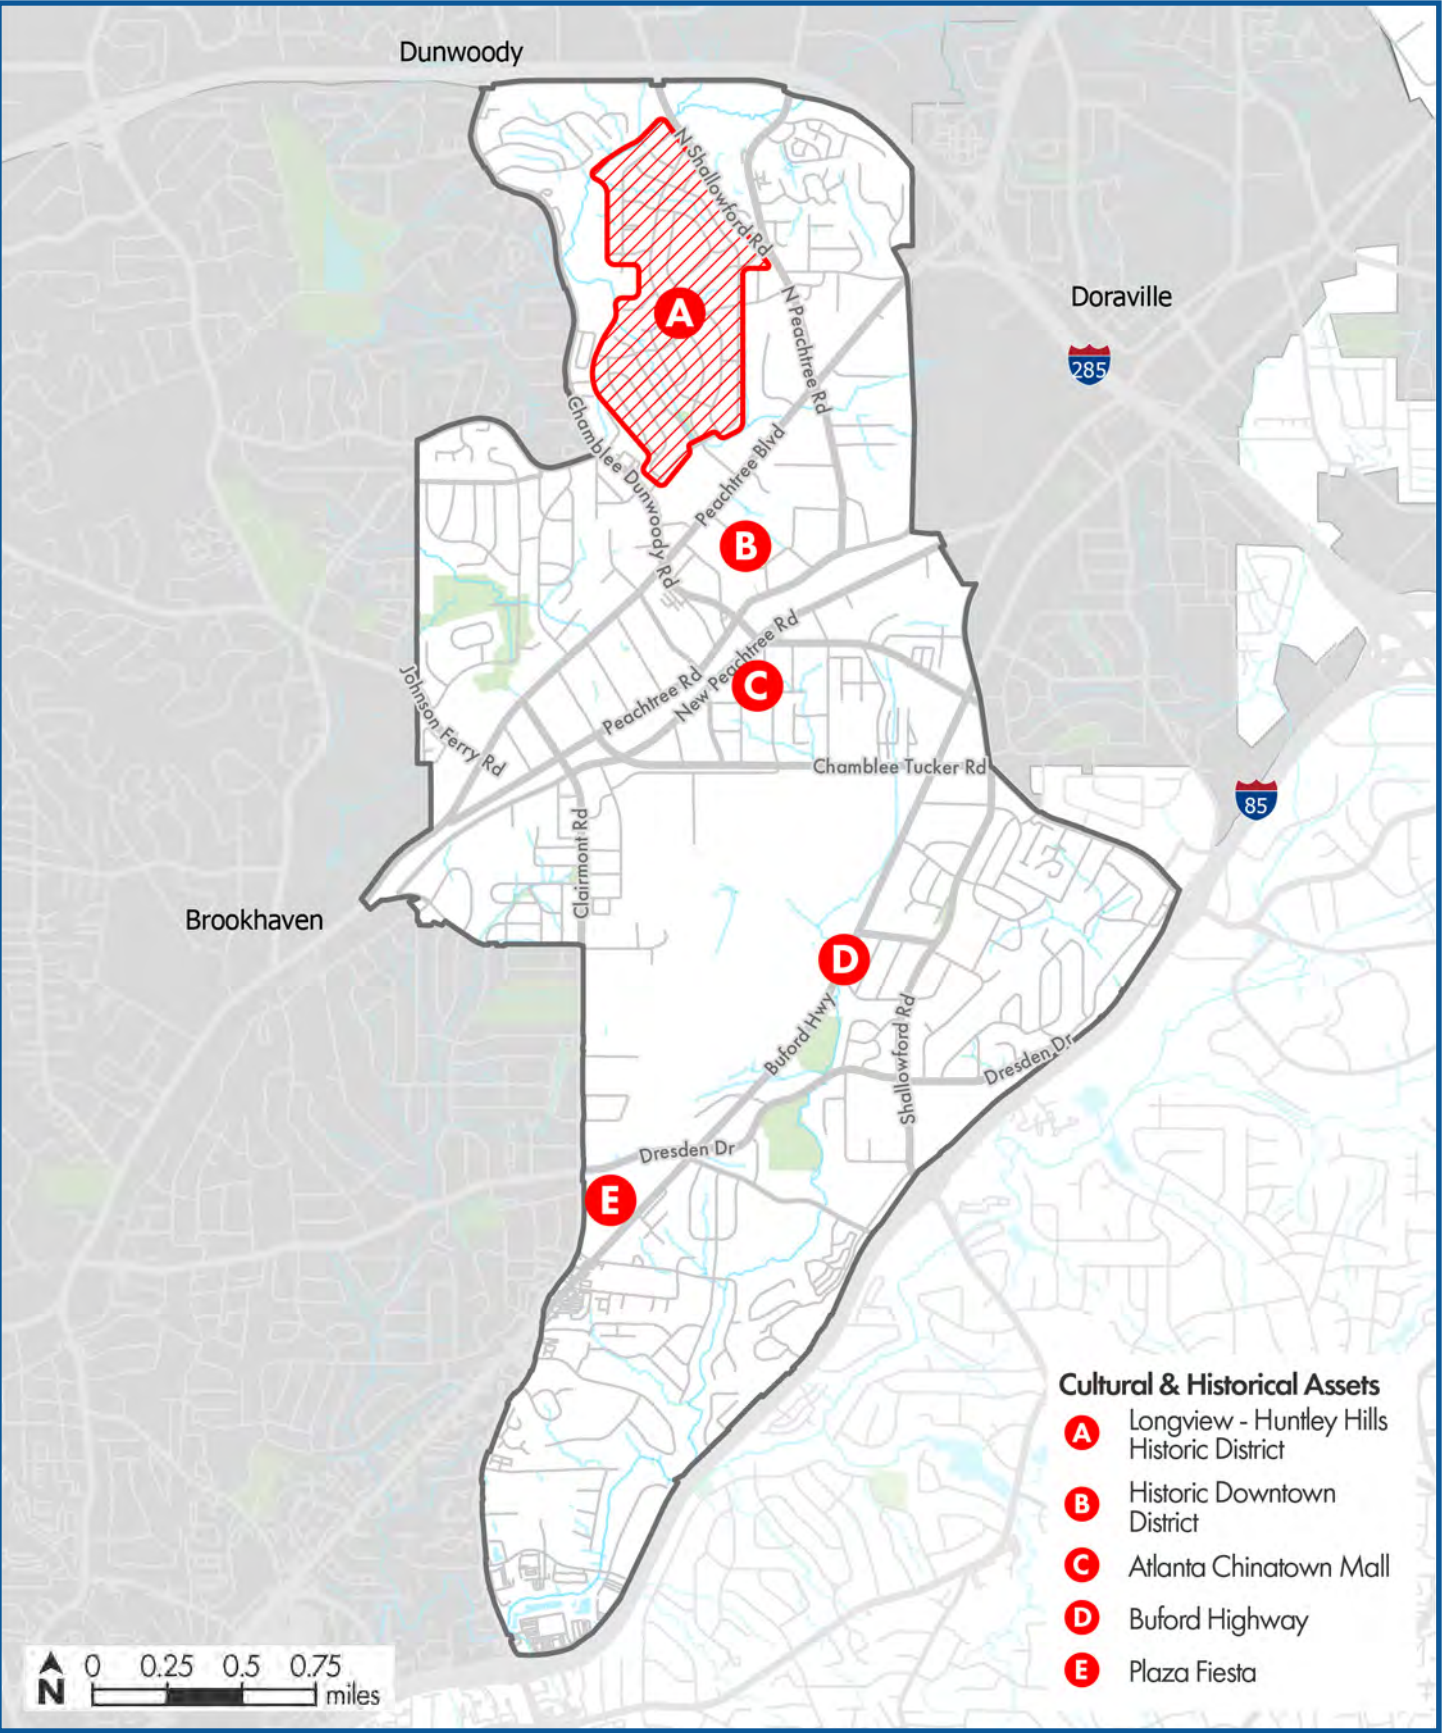 Dunwoody
N Shallowford Rd
Doraville
285
N Peachtree Rd
A
Chamblee Dunwoody Rd
Peachtree Blvd
B
Peachtree Rd
New Peachtree Rd
C
Johnson Ferry Rd
Chamblee Tucker Rd
85
Clairmont Rd
Brookhaven
D
Buford Hwy
Shallowford Rd
Dresden Dr
Dresden Dr
E
Cultural & Historical Assets
A Longview - Huntley Hills
Historic District
B Historic Downtown
District
C Atlanta Chinatown Mall
D Buford Highway
E Plaza Fiesta
N
0 0.25 0.5 0.75
miles